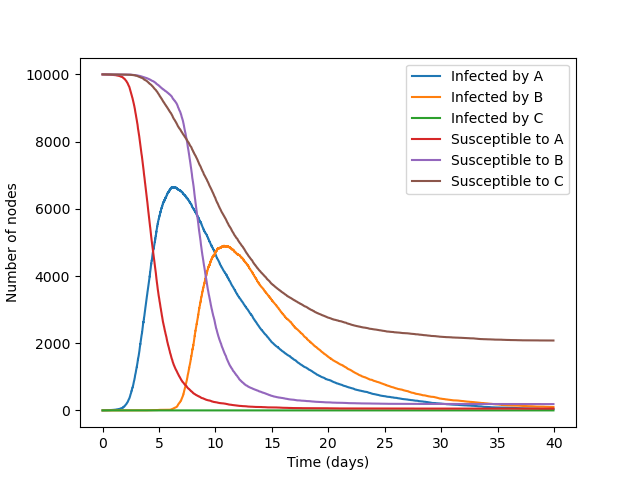 10000
8000
6000
4000
2000
0
Number of nodes
Infected by A
Infected by B
Infected by C
Susceptible to A
Susceptible to B
Susceptible to C
0 5 10 15 20 25 30 35 40
Time (days)